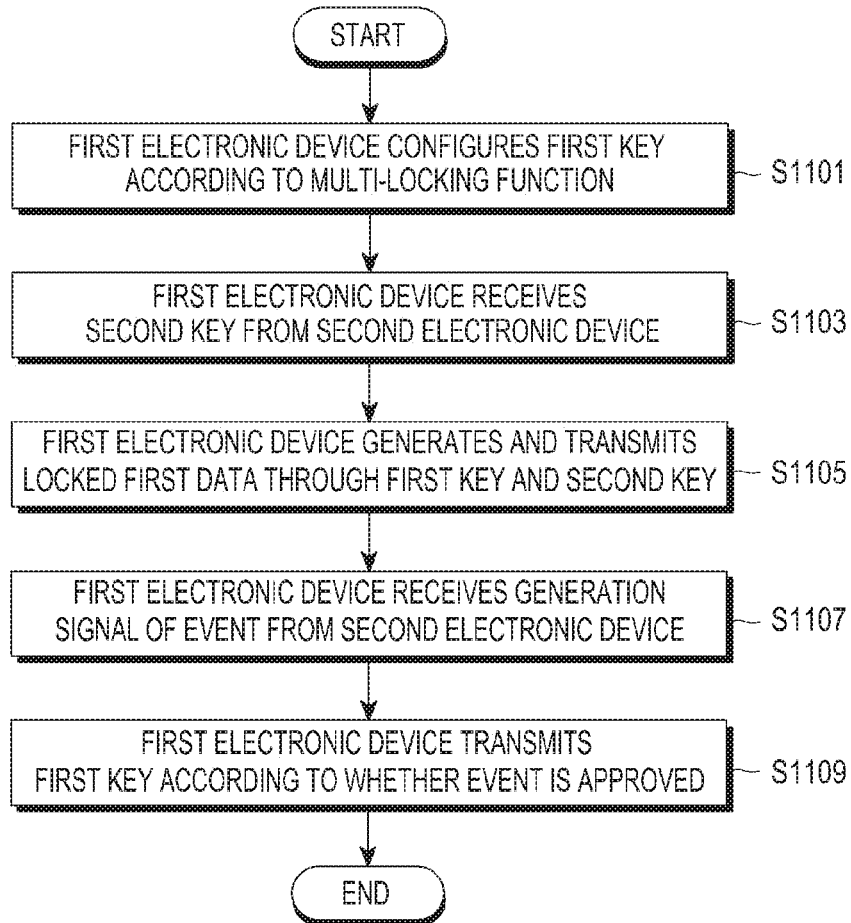 START
FIRST ELECTRONIC DEVICE CONFIGURES FIRST KEY
ACCORDING TO MULTI-LOCKING FUNCTION
S1101
FIRST ELECTRONIC DEVICE RECEIVES
SECOND KEY FROM SECOND ELECTRONIC DEVICE
S1103
FIRST ELECTRONIC DEVICE GENERATES AND TRANSMITS
LOCKED FIRST DATA THROUGH FIRST KEY AND SECOND KEY
S1105
FIRST ELECTRONIC DEVICE RECEIVES GENERATION
SIGNAL OF EVENT FROM SECOND ELECTRONIC DEVICE
S1107
FIRST ELECTRONIC DEVICE TRANSMITS
FIRST KEY ACCORDING TO WHETHER EVENT IS APPROVED
S1109
END